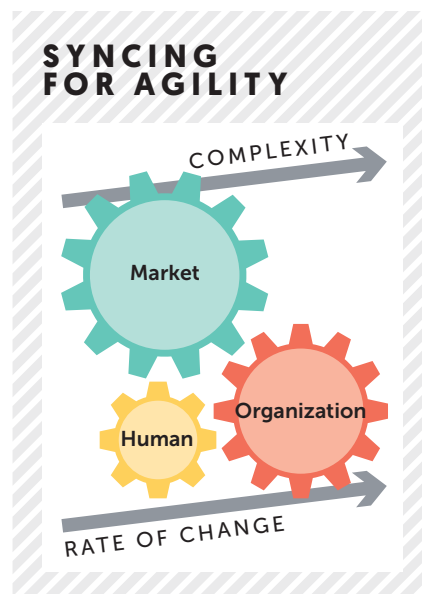 SYNCING
FOR AGILITY
COMPLEXITY
Market
Organization
Human
RATE OF CHANGE